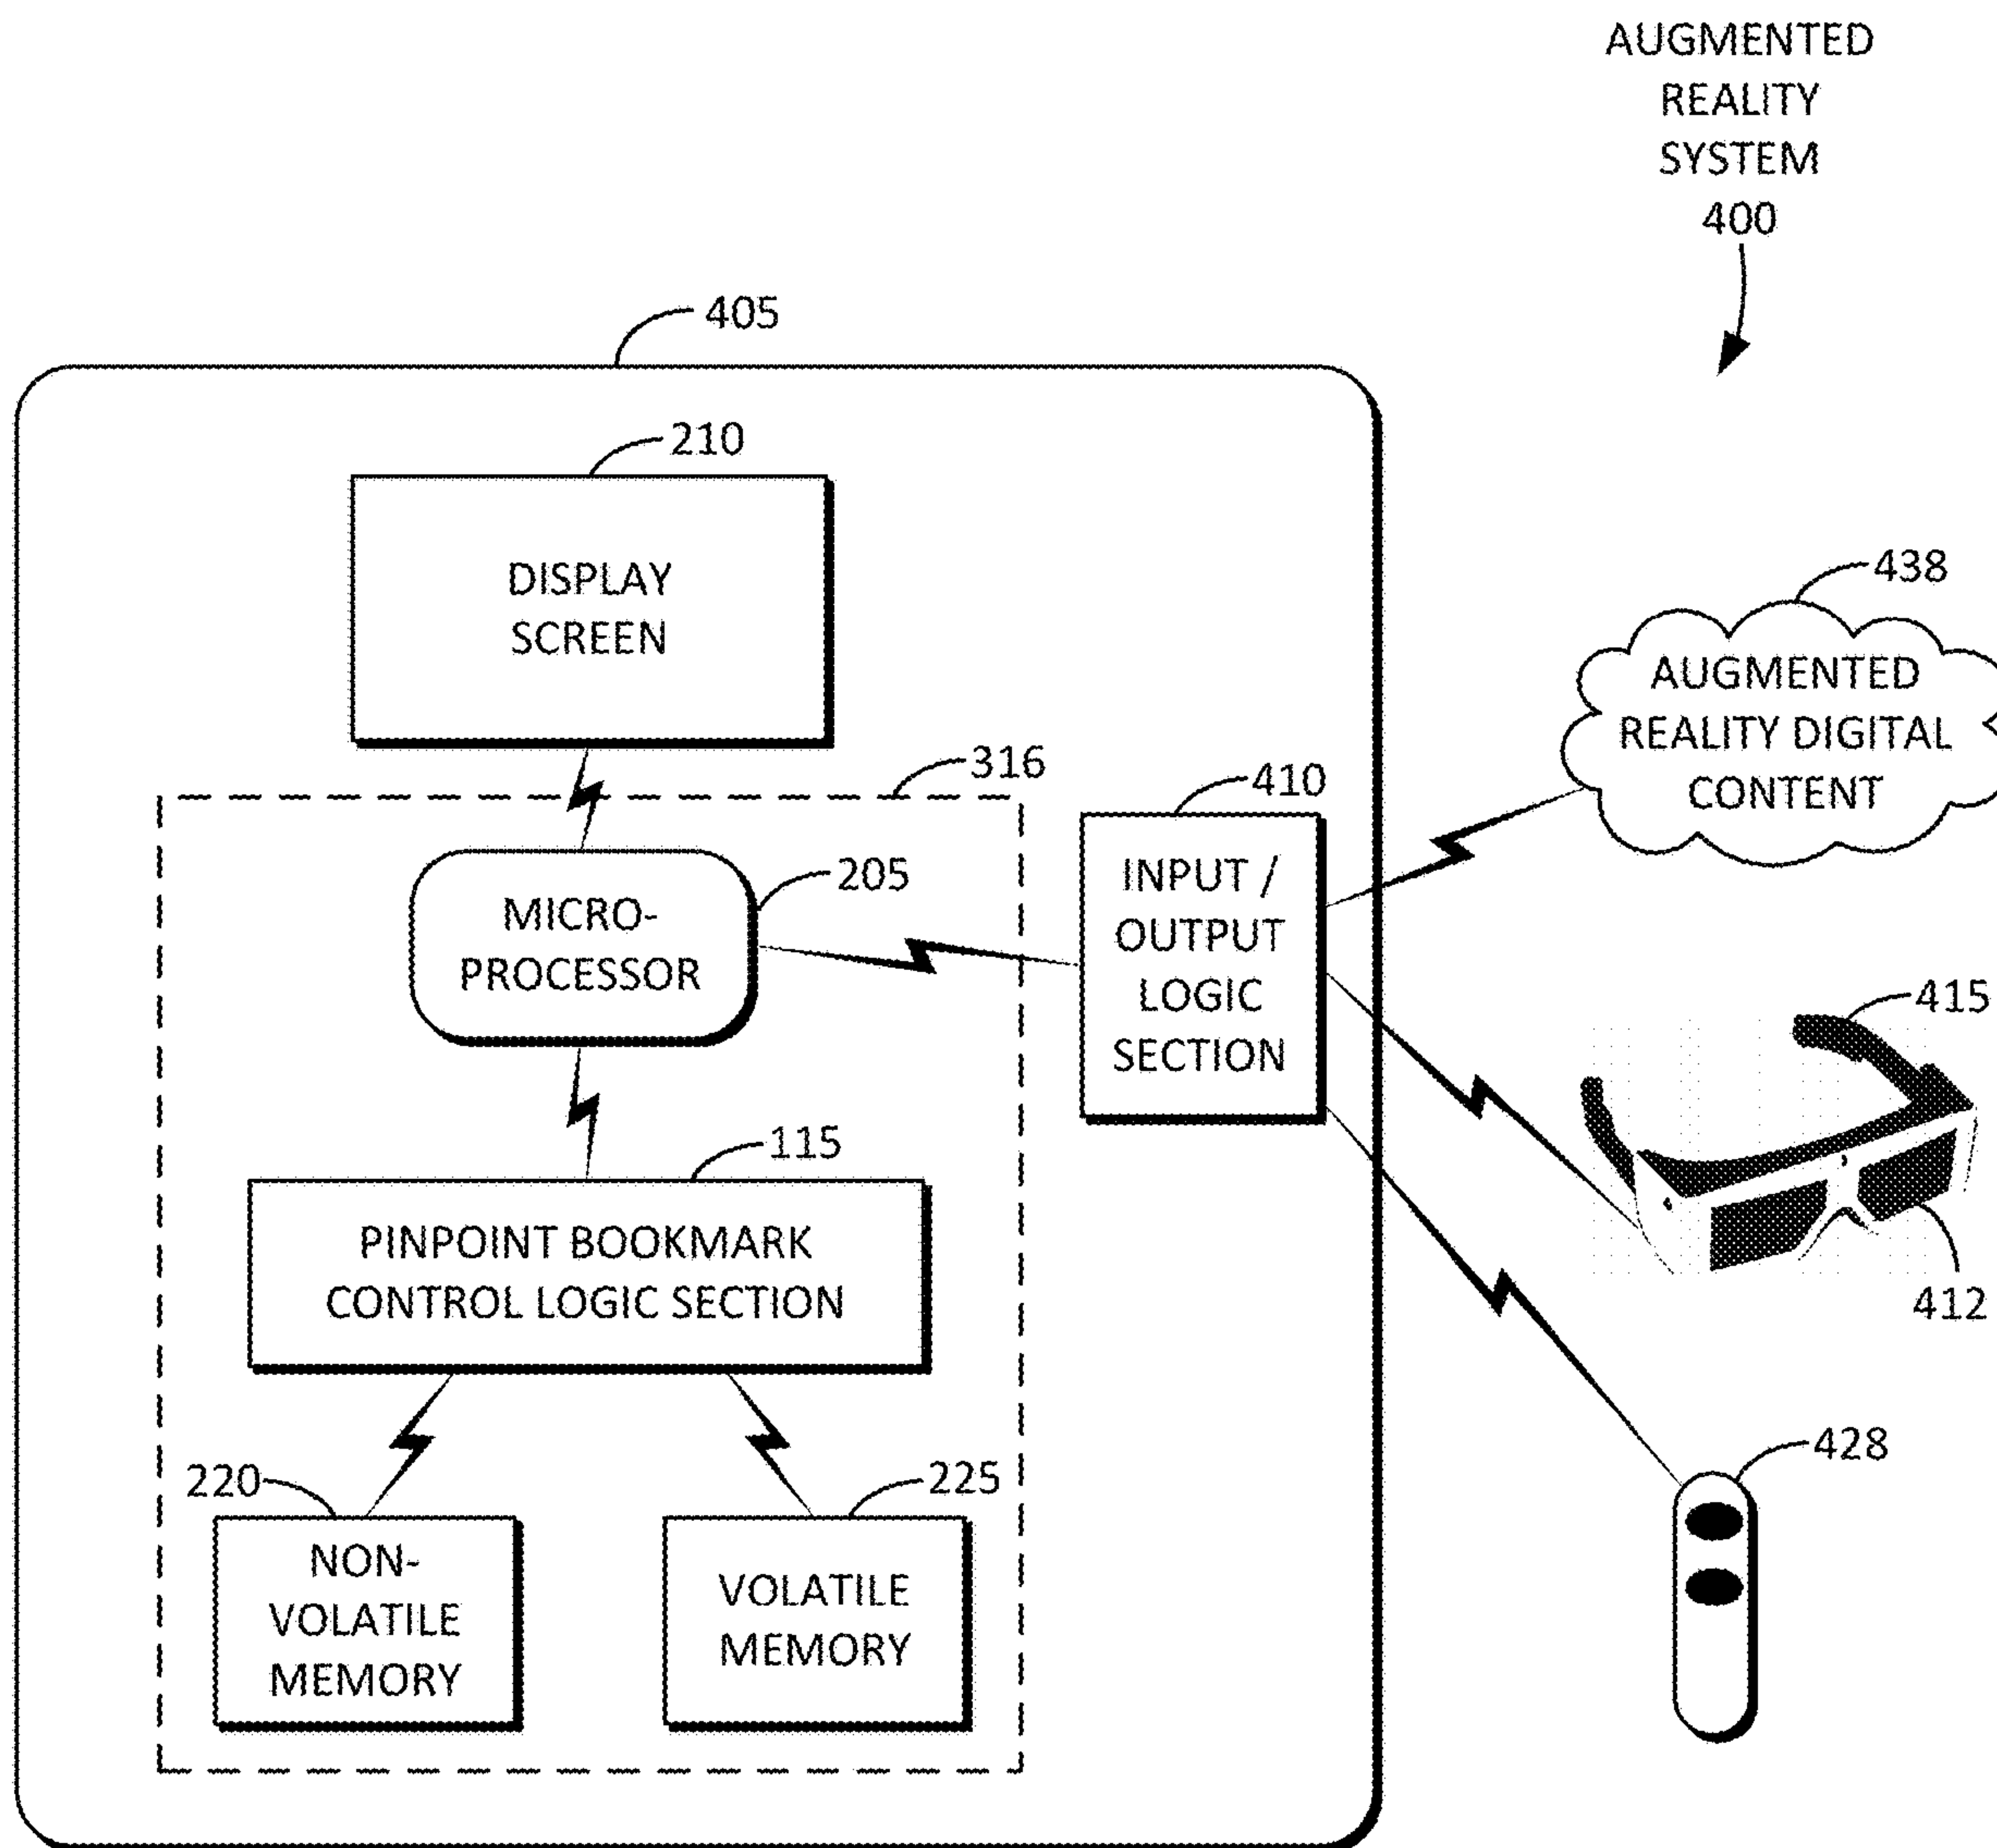 AUGMENTED
REALITY
SYSTEM
400
405
210
DISPLAY
SCREEN
438
AUGMENTED
REALITY DIGITAL
CONTENT
316
410
INPUT /
OUTPUT
LOGIC
SECTION
205
MICRO-
PROCESSOR
415
412
115
PINPOINT BOOKMARK
CONTROL LOGIC SECTION
428
220
NON-
VOLATILE
MEMORY
225
VOLATILE
MEMORY